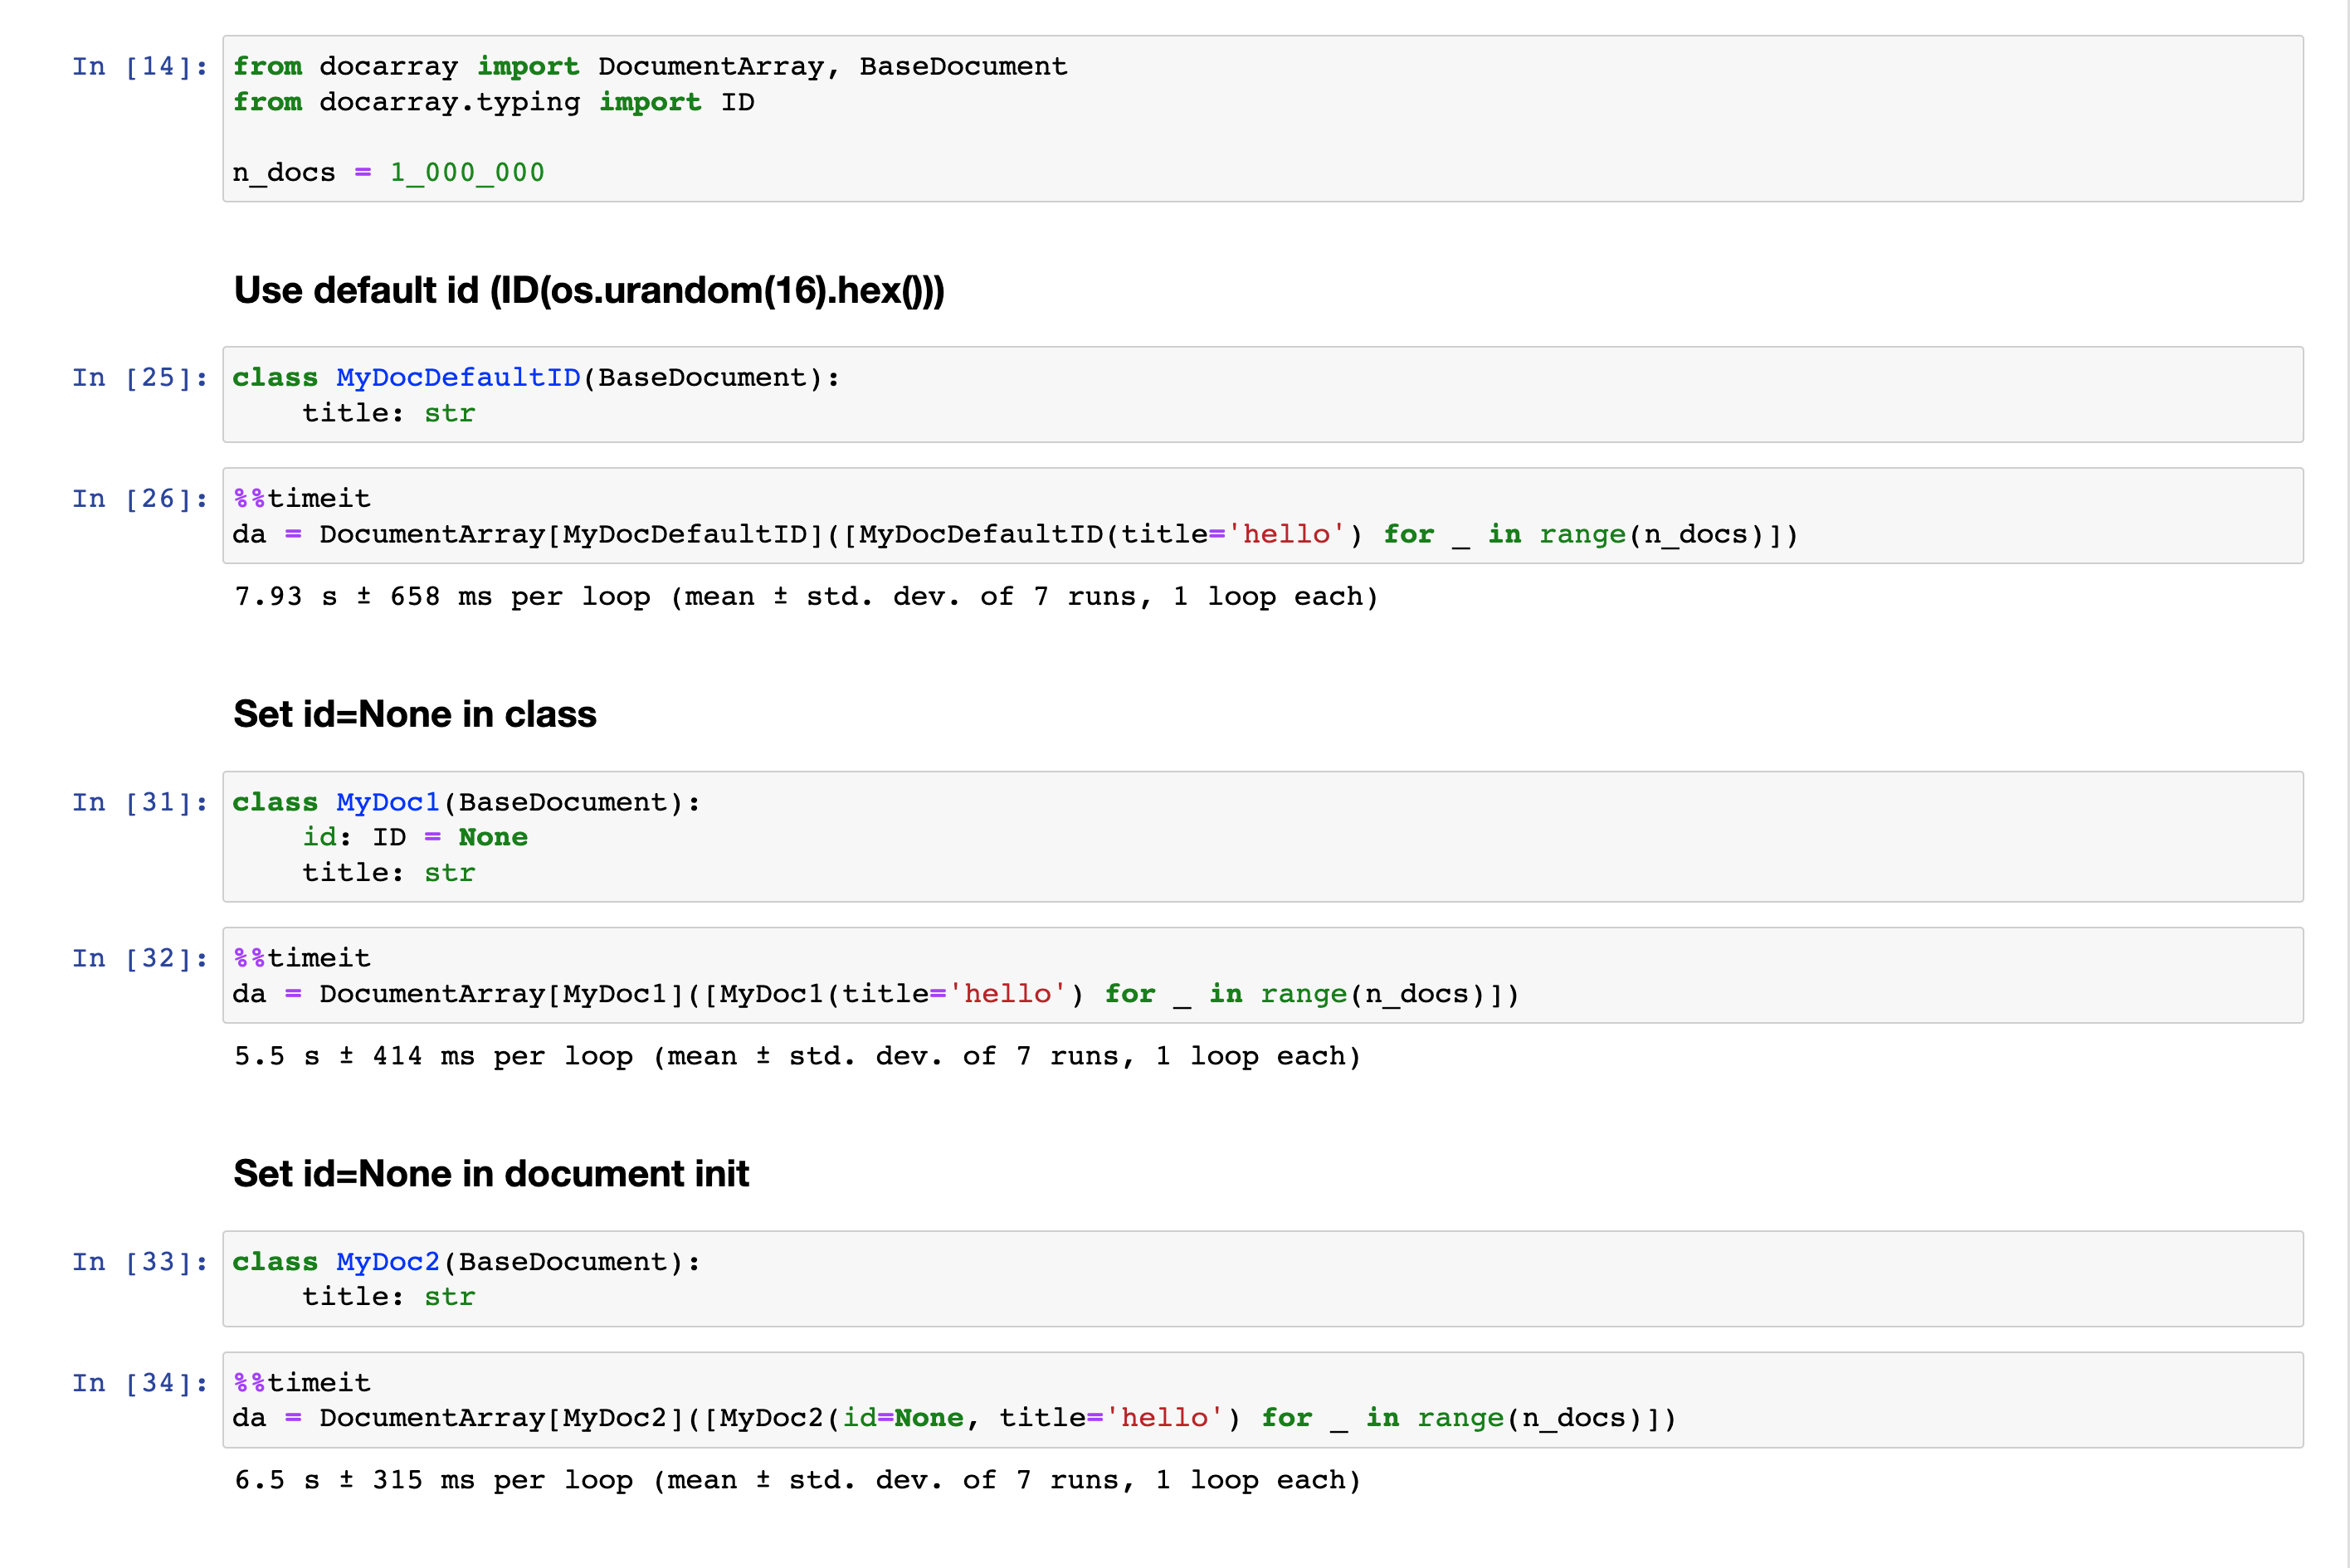 In [14]: from docarray import DocumentArray, BaseDocument
from docarray.typing import ID
n_docs = 1_000_000
Use default id (ID(os.urandom(16).hex()))
In [25]: class MyDocDefaultID(BaseDocument):
    title: str
In [26]: %%timeit
da = DocumentArray[MyDocDefaultID]([MyDocDefaultID(title='hello') for _ in range(n_docs)])
7.93 s ± 658 ms per loop (mean ± std. dev. of 7 runs, 1 loop each)
Set id=None in class
In [31]: class MyDoc1(BaseDocument):
    id: ID = None
    title: str
In [32]: %%timeit
da = DocumentArray[MyDoc1]([MyDoc1(title='hello') for _ in range(n_docs)])
5.5 s ± 414 ms per loop (mean ± std. dev. of 7 runs, 1 loop each)
Set id=None in document init
In [33]: class MyDoc2(BaseDocument):
    title: str
In [34]: %%timeit
da = DocumentArray[MyDoc2]([MyDoc2(id=None, title='hello') for _ in range(n_docs)])
6.5 s ± 315 ms per loop (mean ± std. dev. of 7 runs, 1 loop each)